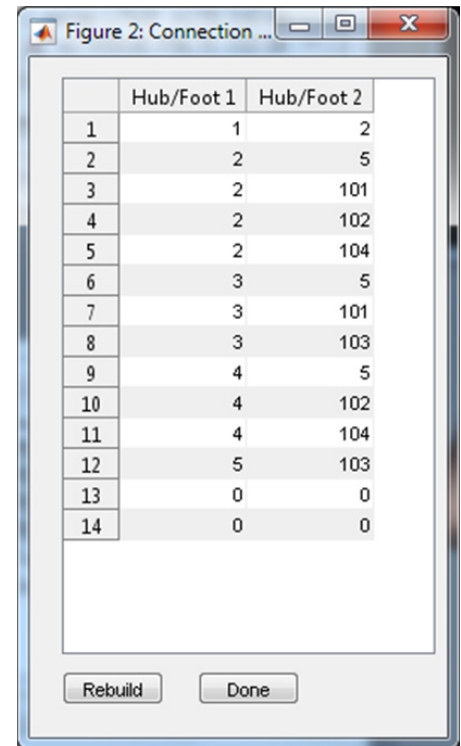 Figure 2: Connection ...
Hub/Foot 1 Hub/Foot 2
1 1 2
2 2 5
3 2 101
4 2 102
5 2 104
6 3 5
7 3 101
8 3 103
9 4 5
10 4 102
11 4 104
12 5 103
13 0 0
14 0 0
Rebuild Done